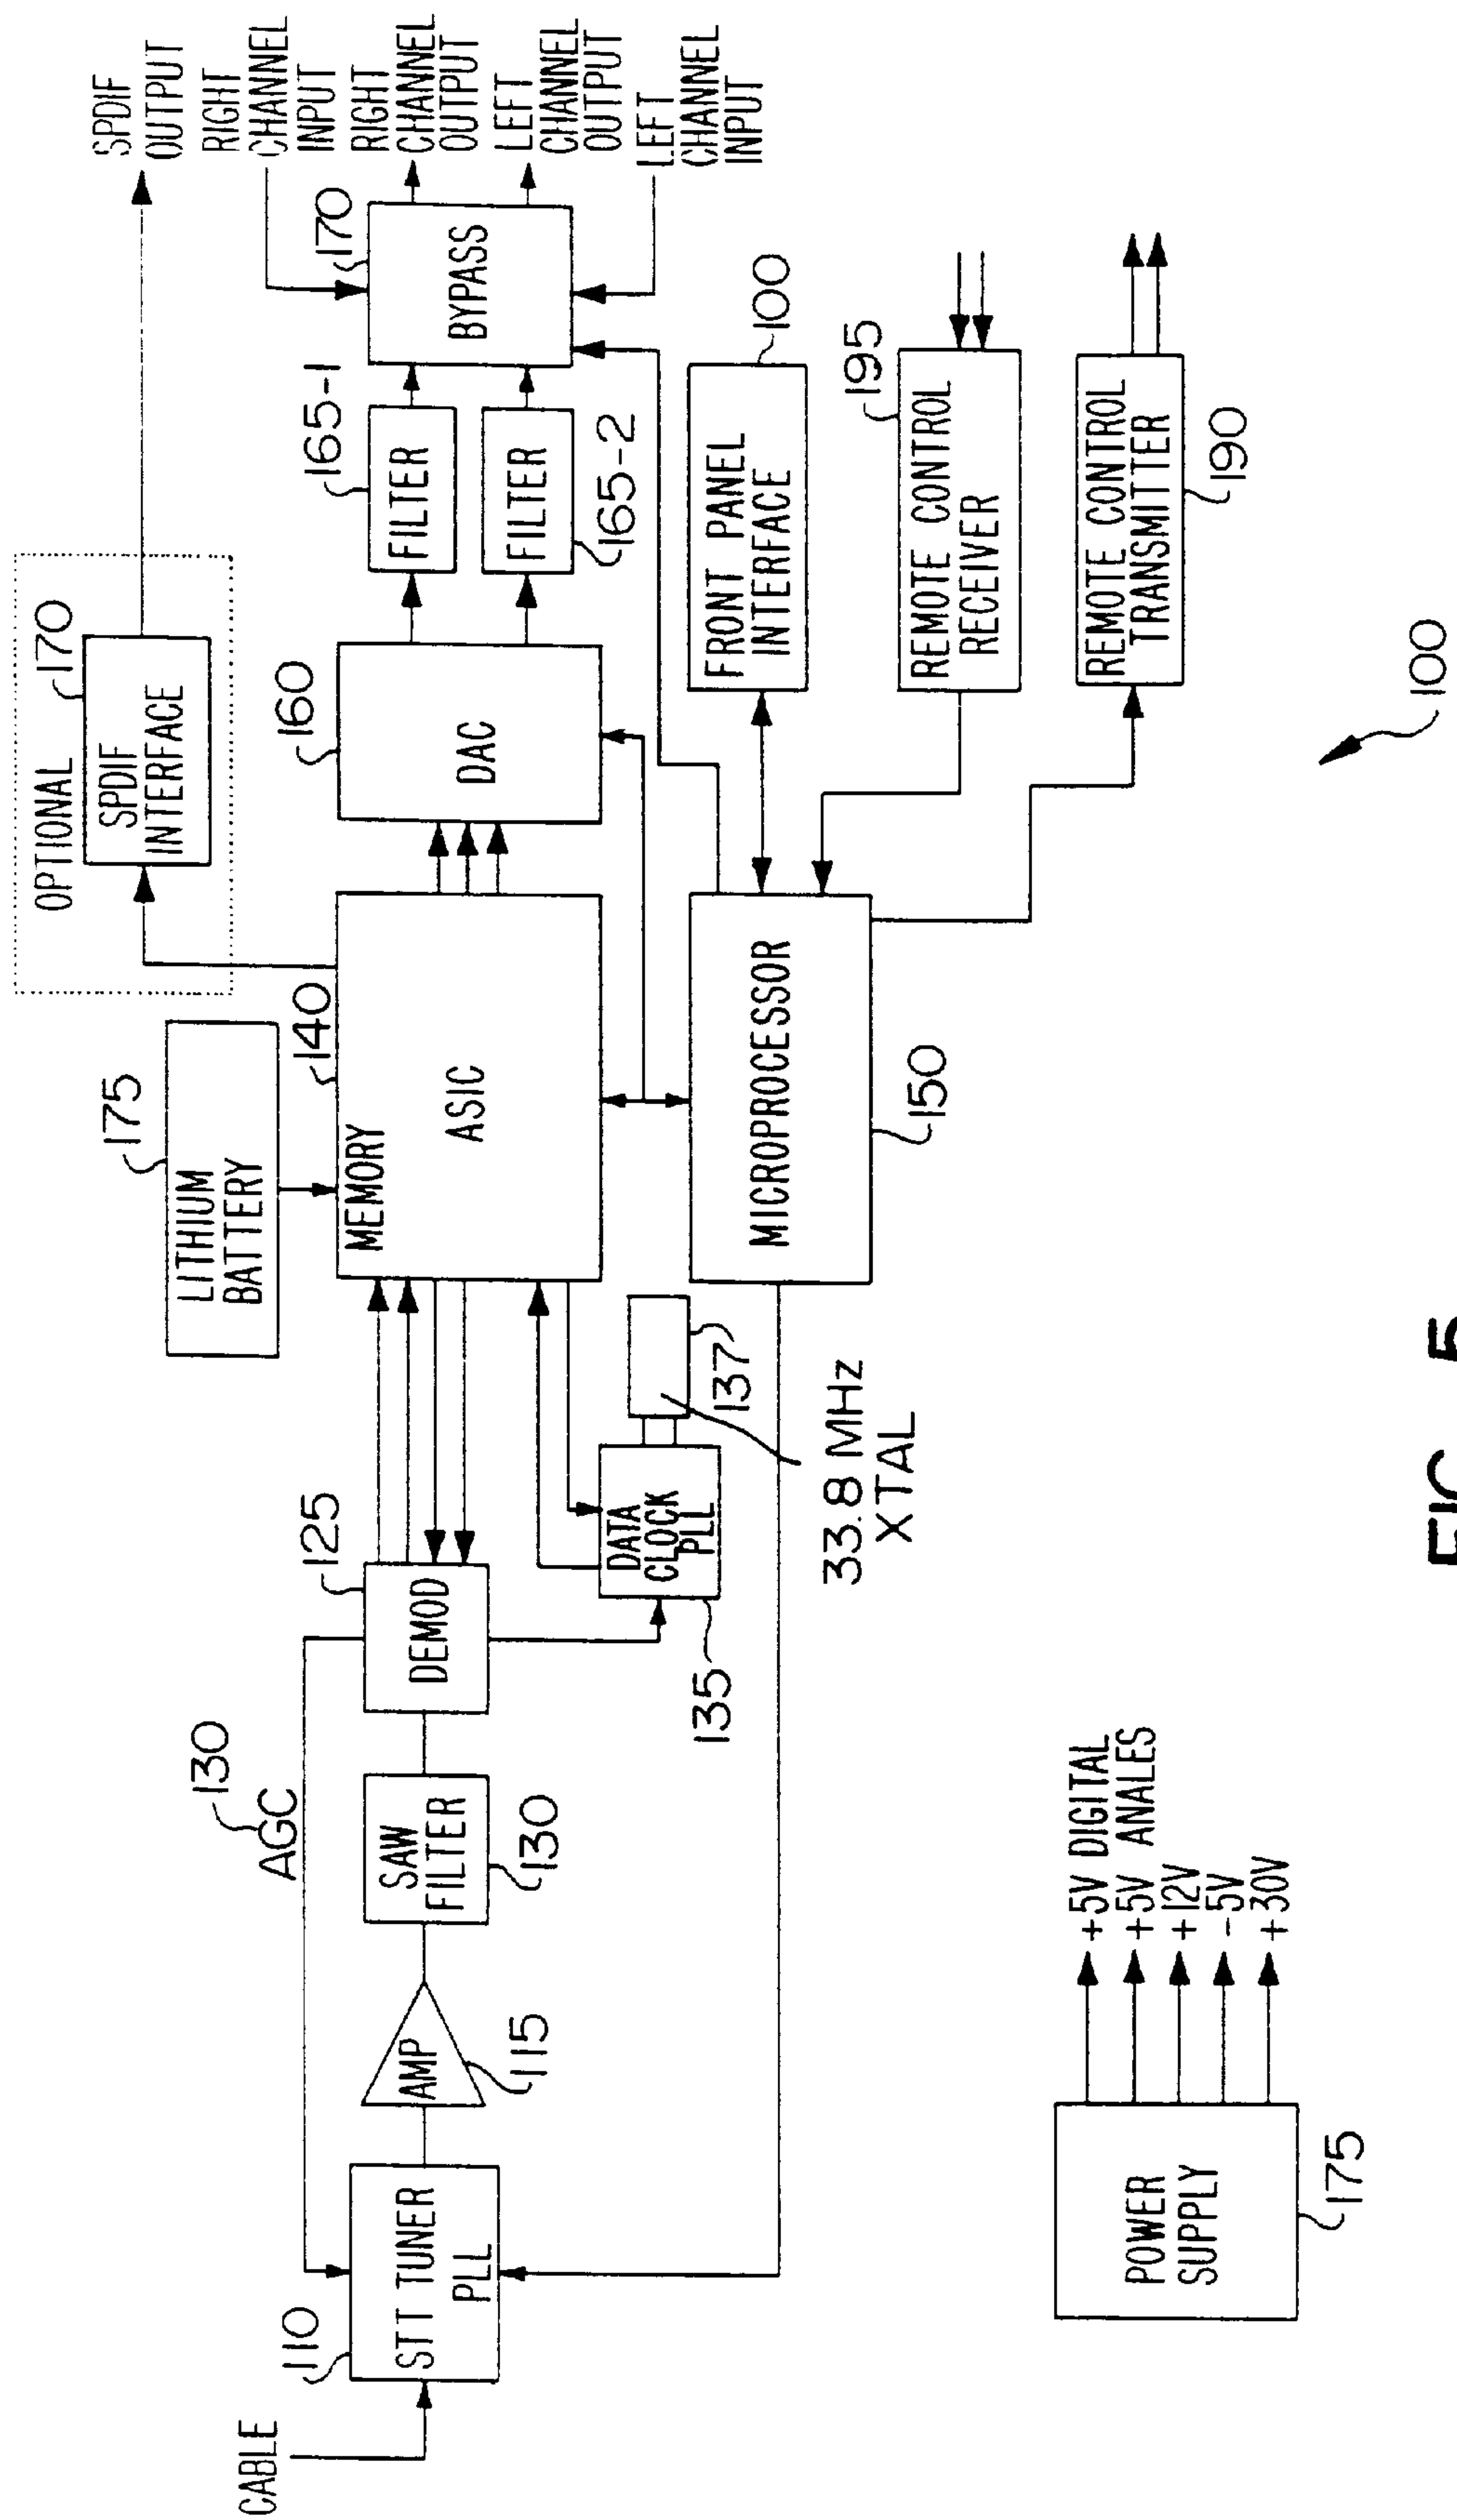 SPDIF
OUTPUT
RIGHT
CHANNEL
INPUT
RIGHT
CHANNEL
OUTPUT
LEFT
CHANNEL
OUTPUT
LEFT
CHANNEL
INPUT
OPTIONAL
170
SPDIF
INTERFACE
175
LITHIUM
BATTERY
140
MEMORY
ASIC
160
DAC
165-1
FILTER
FILTER
165-2
170
BYPASS
130
AGC
125
DEMOD
SAW
FILTER
130
AMP
115
110
STT TUNER
PLL
CABLE
DATA
CLOCK
PLL
135
137
33.8 MHz
XTAL
MICROPROCESSOR
150
FRONT PANEL
INTERFACE
100
195
REMOTE CONTROL
RECEIVER
REMOTE CONTROL
TRANSMITTER
190
POWER
SUPPLY
175
+5V DIGITAL
+5V ANALES
+12V
-5V
+30V
100